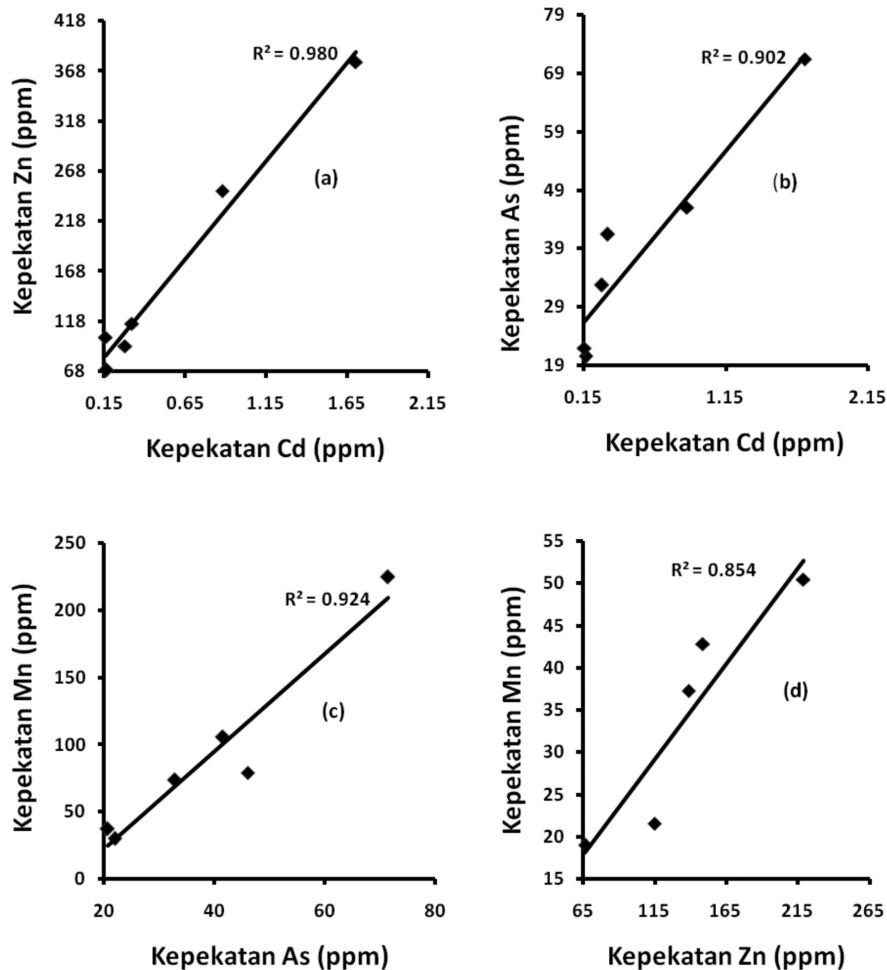 418
368
318
268
218
168
118
68
Kepekatan Zn (ppm)
R² = 0.980
(a)
0.15 0.65 1.15 1.65 2.15
Kepekatan Cd (ppm)
79
69
59
49
39
29
19
Kepekatan As (ppm)
R² = 0.902
(b)
0.15 1.15 2.15
Kepekatan Cd (ppm)
250
200
150
100
50
0
Kepekatan Mn (ppm)
R² = 0.924
(c)
20 40 60 80
Kepekatan As (ppm)
55
50
45
40
35
30
25
20
15
Kepekatan Mn (ppm)
R² = 0.854
(d)
65 115 165 215 265
Kepekatan Zn (ppm)